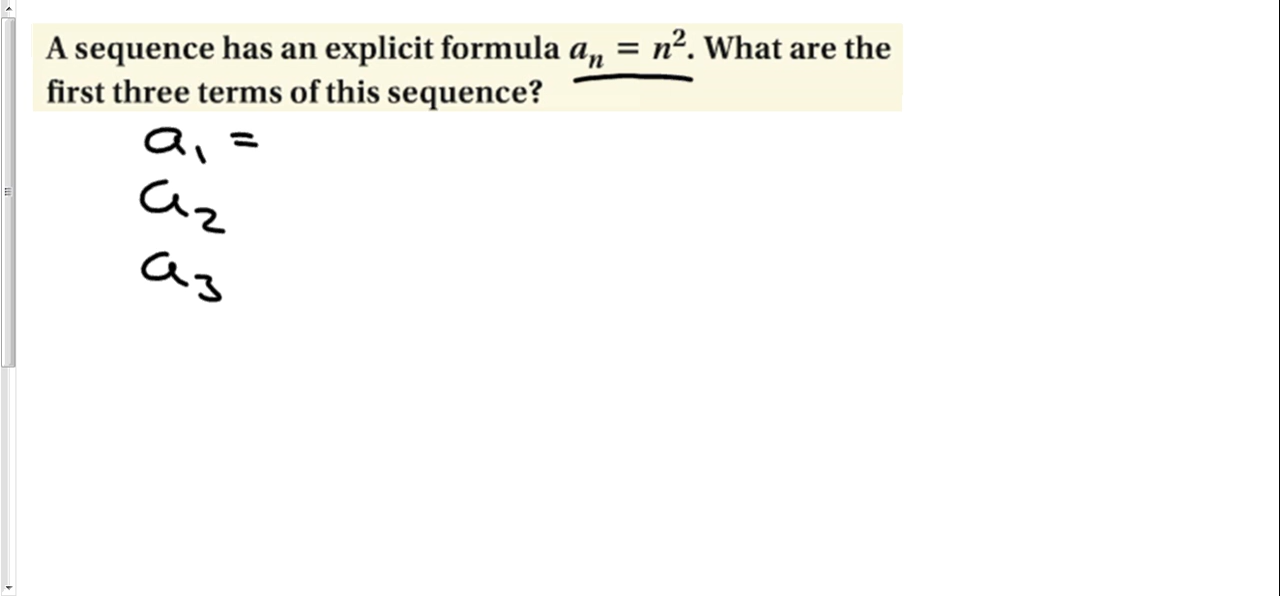 A sequence has an explicit formula aₙ = n². What are the
first three terms of this sequence?
a₁ =
a₂
a₃